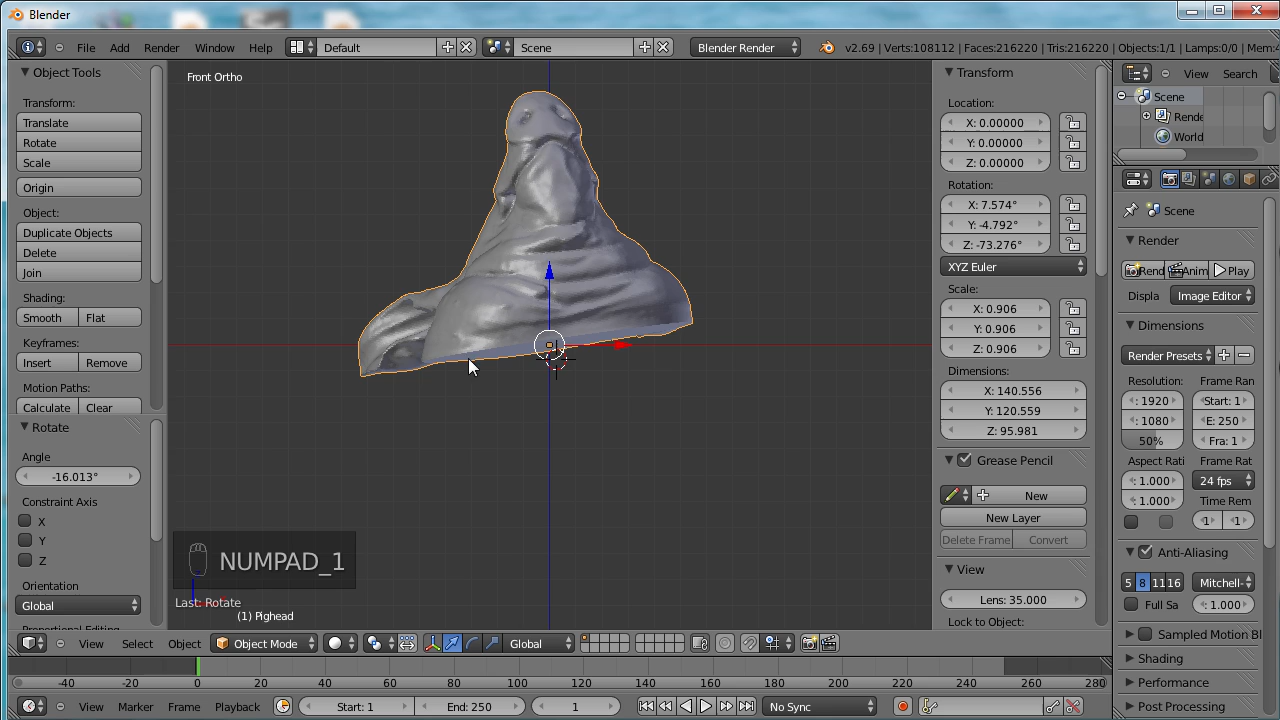 Blender
File Add Render Window Help Default Scene Blender Render v2.69 | Verts:108112 | Faces:216220 | Tris:216220 | Objects:1/1 | Lamps:0/0 | Mem:
Object Tools
Transform:
Translate
Rotate
Scale
Origin
Object:
Duplicate Objects
Delete
Join
Shading:
Smooth Flat
Keyframes:
Insert Remove
Motion Paths:
Calculate Clear
Rotate
Angle
-16.013°
Constraint Axis
X
Y
Z
Orientation
Global
Front Ortho
NUMPAD_1
Last: Rotate
(1) Pighead
Transform
Location:
X: 0.00000
Y: 0.00000
Z: 0.00000
Rotation:
X: 7.574°
Y: -4.792°
Z: -73.276°
XYZ Euler
Scale:
X: 0.906
Y: 0.906
Z: 0.906
Dimensions:
X: 140.556
Y: 120.559
Z: 95.981
Grease Pencil
New
New Layer
Delete Frame Convert
View
Lens: 35.000
Lock to Object:
View Search
Scene
Rende
World
Scene
Render
Rend Anim Play
Displa Image Editor
Dimensions
Render Presets
Resolution: Frame Ran
: 1920 Start: 1
: 1080 E: 250
50% Fra: 1
Aspect Rati Frame Rat
: 1.000 24 fps
: 1.000 Time Rem
1 1
Anti-Aliasing
5 8 11 16 Mitchell-
Full Sa : 1.000
Sampled Motion Bl
Shading
Performance
Post Processing
View Select Object Object Mode Global
-40 -20 0 20 40 60 80 100 120 140 160 180 200 220 240 260 280
View Marker Frame Playback Start: 1 End: 250 1 No Sync